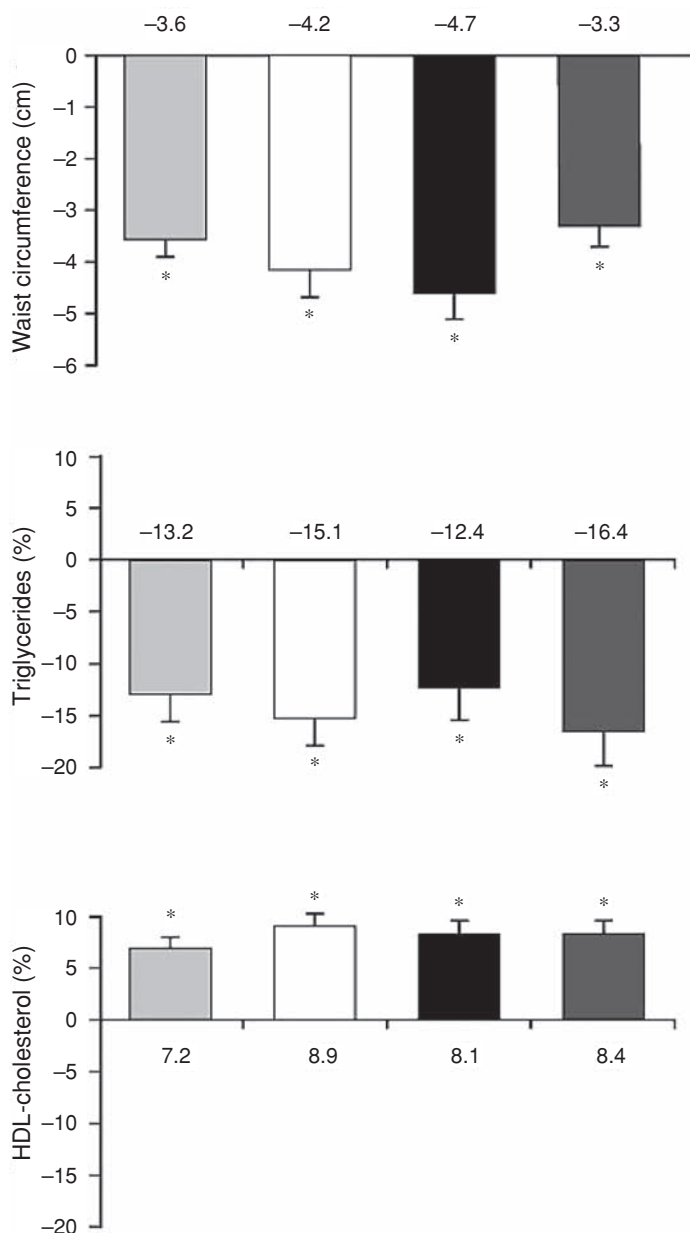 −3.6 −4.2 −4.7 −3.3
0
−1
−2
−3
−4
−5
−6
Waist circumference (cm)
* * * *
10
5
0
−5
−10
−15
−20
Triglycerides (%)
−13.2 −15.1 −12.4 −16.4
* * * *
10
5
0
−5
−10
−15
−20
HDL-cholesterol (%)
* * * *
7.2 8.9 8.1 8.4